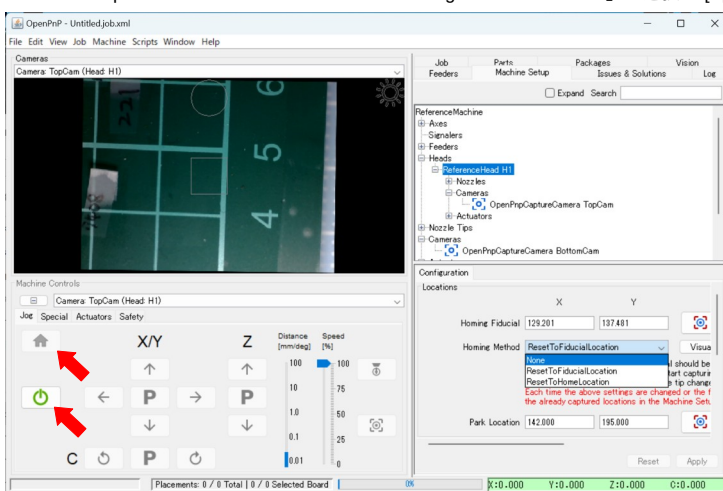 OpenPnP - Untitled.job.xml
File Edit View Job Machine Scripts Window Help
Cameras
Camera: TopCam (Head: H1)
221
6
5
4
Machine Controls
Camera: TopCam (Head: H1)
Jog Special Actuators Safety
X/Y
Z
Distance
[mm/deg]
Speed
[%]
100
100
10
75
P
P
1.0
50
0.1
25
C
P
0.01
0
Job Parts Packages Vision
Feeders Machine Setup Issues & Solutions Log
Expand Search
ReferenceMachine
Axes
Signalers
Feeders
Heads
ReferenceHead H1
Nozzles
Cameras
OpenPnpCaptureCamera TopCam
Actuators
Nozzle Tips
Cameras
OpenPnpCaptureCamera BottomCam
Configuration
Locations
X Y
Homing Fiducial 129.201 137.481
Homing Method ResetToFiducialLocation Visua
None
ResetToFiducialLocation
ResetToHomeLocation
l should be
tart capturin
e tip change
Each time the above settings are changed or the f
the already captured locations in the Machine Setu
Park Location 142.000 195.000
Reset Apply
Placements: 0 / 0 Total | 0 / 0 Selected Board 0% X:0.000 Y:0.000 Z:0.000 C:0.000